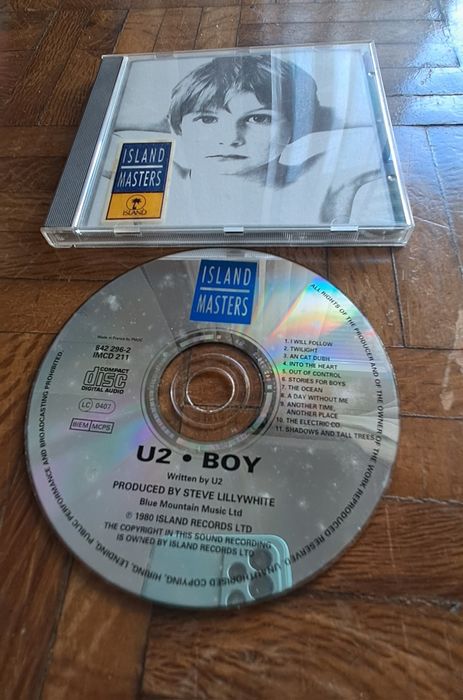 ISLAND
MASTERS
ISLAND
ISLAND
MASTERS
Made in France by PMDC
842 296-2
IMCD 211
COMPACT
disc
DIGITAL AUDIO
LC 0407
BIEM MCPS
1. I WILL FOLLOW
2. TWILIGHT
3. AN CAT DUBH
4. INTO THE HEART
5. OUT OF CONTROL
6. STORIES FOR BOYS
7. THE OCEAN
8. A DAY WITHOUT ME
9. ANOTHER TIME,
ANOTHER PLACE
10. THE ELECTRIC CO.
11. SHADOWS AND TALL TREES
U2 • BOY
Written by U2
PRODUCED BY STEVE LILLYWHITE
Blue Mountain Music Ltd
℗ 1980 ISLAND RECORDS LTD
THE COPYRIGHT IN THIS SOUND RECORDING
IS OWNED BY ISLAND RECORDS LTD
ALL RIGHTS OF THE PRODUCER AND OF THE OWNER OF THE WORK REPRODUCED RESERVED. UNAUTHORISED COPYING, HIRING, LENDING, PUBLIC PERFORMANCE AND BROADCASTING PROHIBITED.